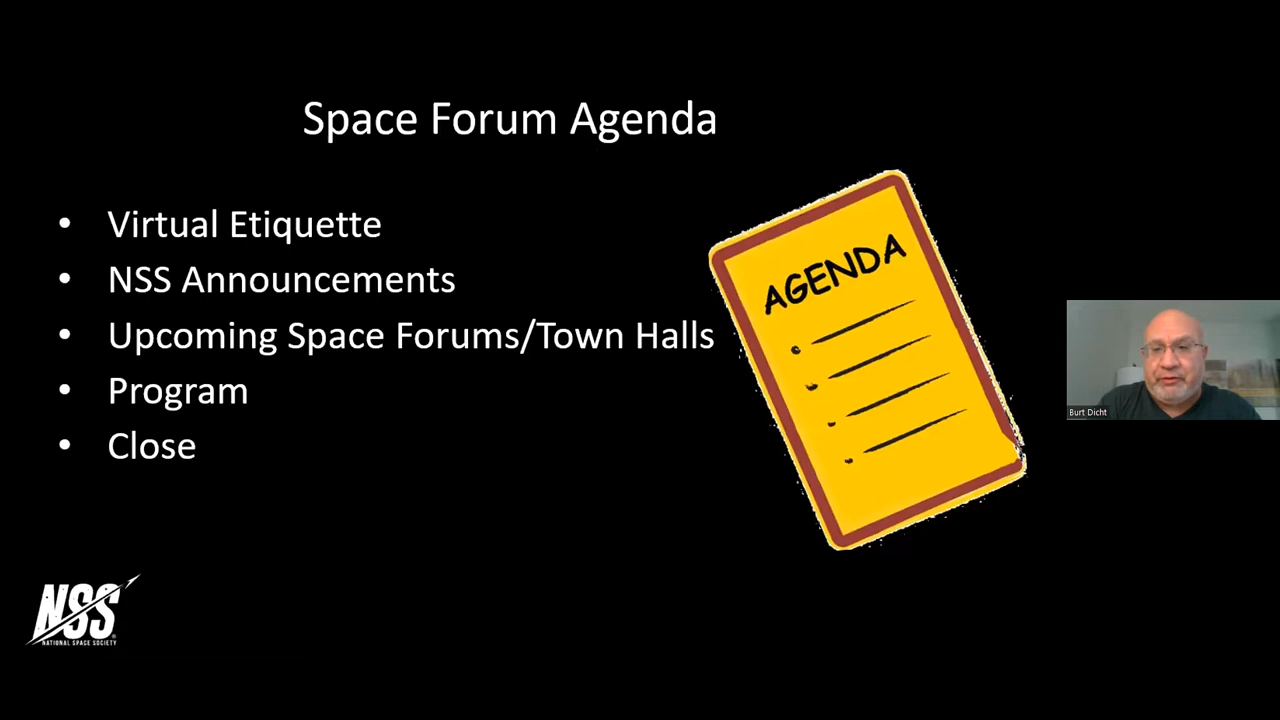 Space Forum Agenda
• Virtual Etiquette
• NSS Announcements
• Upcoming Space Forums/Town Halls
• Program
• Close
AGENDA
Burt Dicht
NSS
NATIONAL SPACE SOCIETY